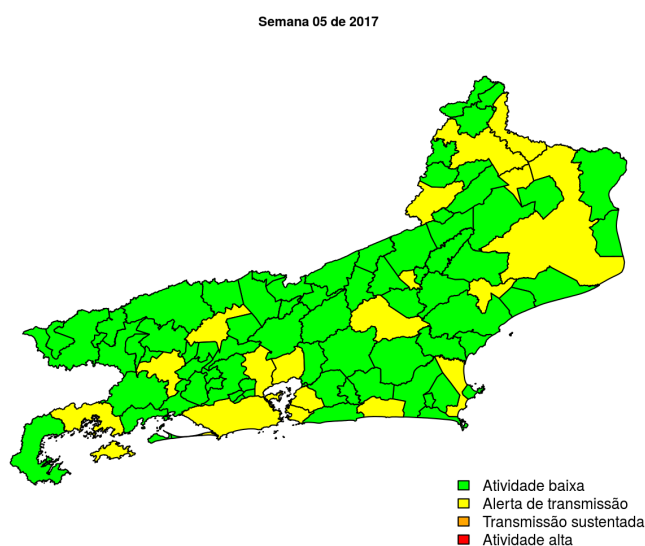 Semana 05 de 2017
Atividade baixa
Alerta de transmissão
Transmissão sustentada
Atividade alta